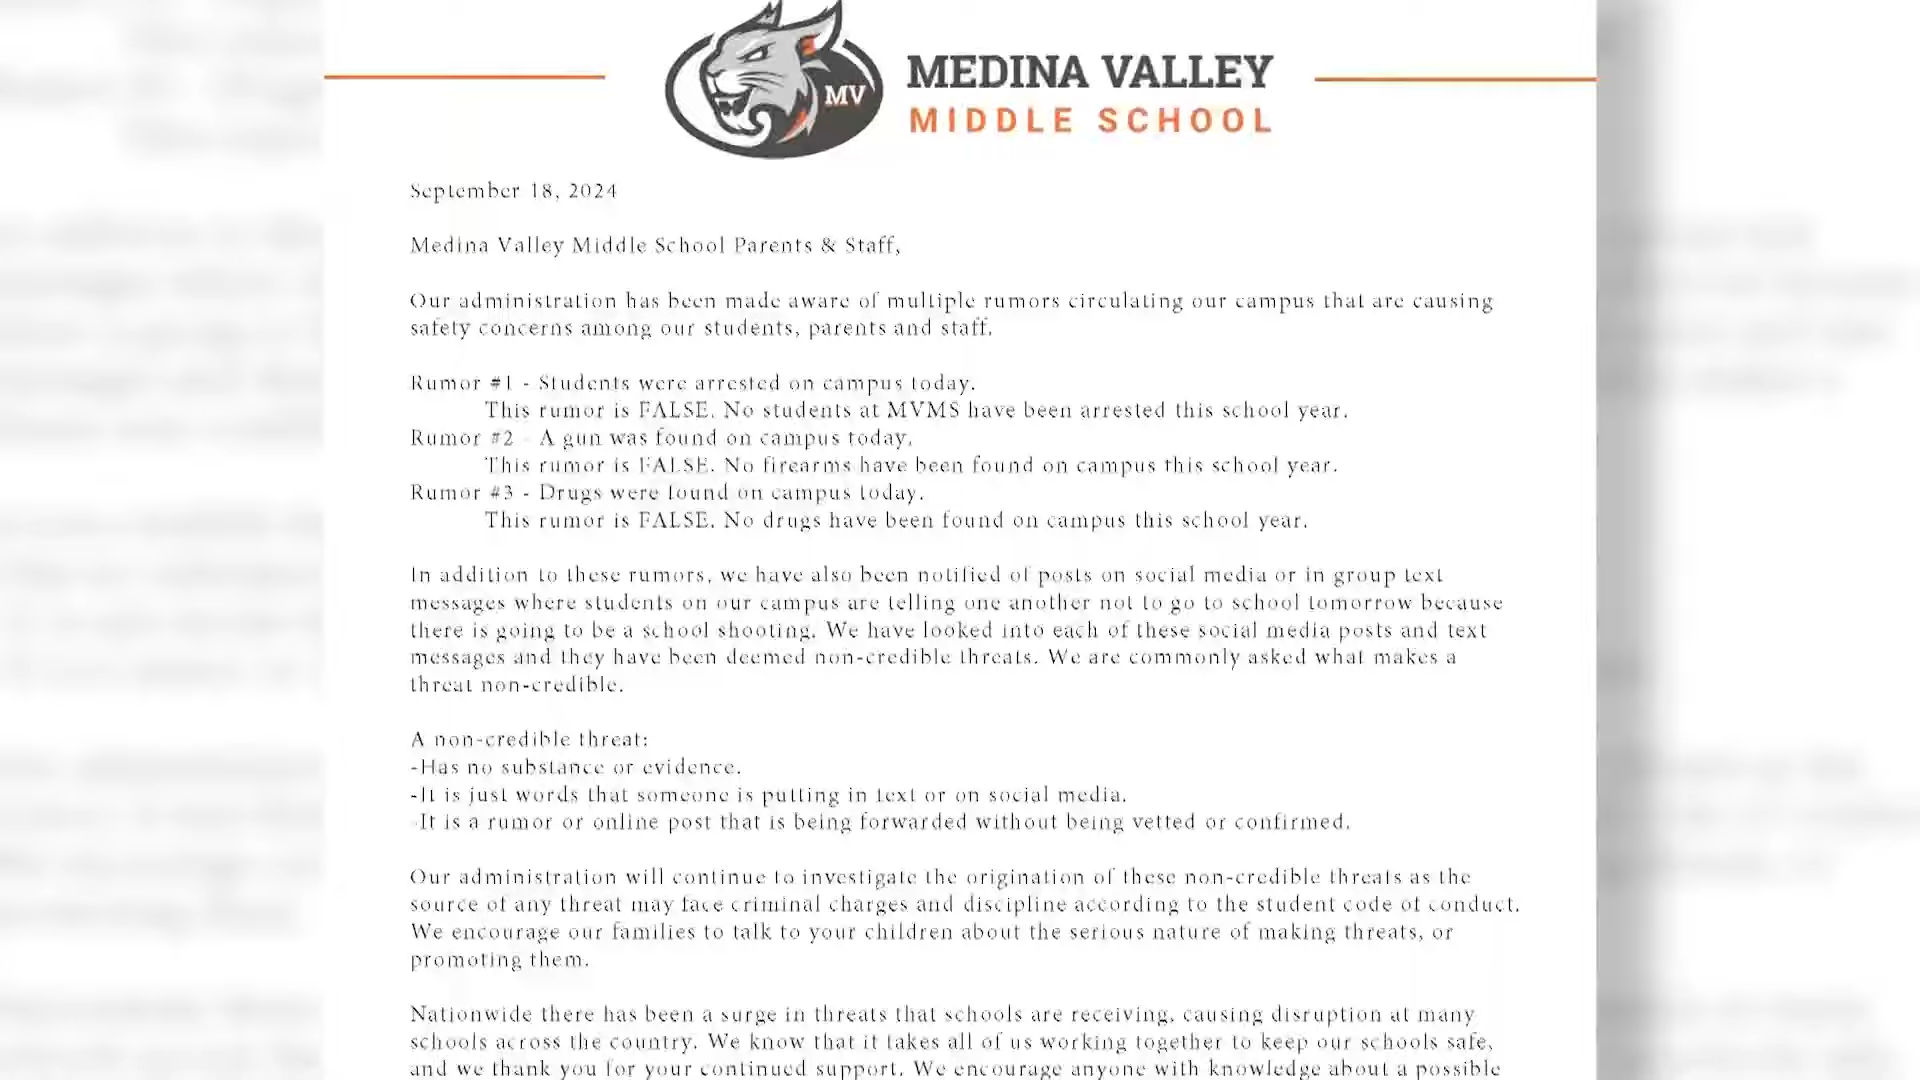 MV
MEDINA VALLEY
MIDDLE SCHOOL
September 18, 2024
Medina Valley Middle School Parents & Staff,
Our administration has been made aware of multiple rumors circulating our campus that are causing
safety concerns among our students, parents and staff.
Rumor #1 - Students were arrested on campus today.
This rumor is FALSE. No students at MVMS have been arrested this school year.
Rumor #2 - A gun was found on campus today.
This rumor is FALSE. No firearms have been found on campus this school year.
Rumor #3 - Drugs were found on campus today.
This rumor is FALSE. No drugs have been found on campus this school year.
In addition to these rumors, we have also been notified of posts on social media or in group text
messages where students on our campus are telling one another not to go to school tomorrow because
there is going to be a school shooting. We have looked into each of these social media posts and text
messages and they have been deemed non-credible threats. We are commonly asked what makes a
threat non-credible.
A non-credible threat:
-Has no substance or evidence.
-It is just words that someone is putting in text or on social media.
-It is a rumor or online post that is being forwarded without being vetted or confirmed.
Our administration will continue to investigate the origination of these non-credible threats as the
source of any threat may face criminal charges and discipline according to the student code of conduct.
We encourage our families to talk to your children about the serious nature of making threats, or
promoting them.
Nationwide there has been a surge in threats that schools are receiving, causing disruption at many
schools across the country. We know that it takes all of us working together to keep our schools safe,
and we thank you for your continued support. We encourage anyone with knowledge about a possible